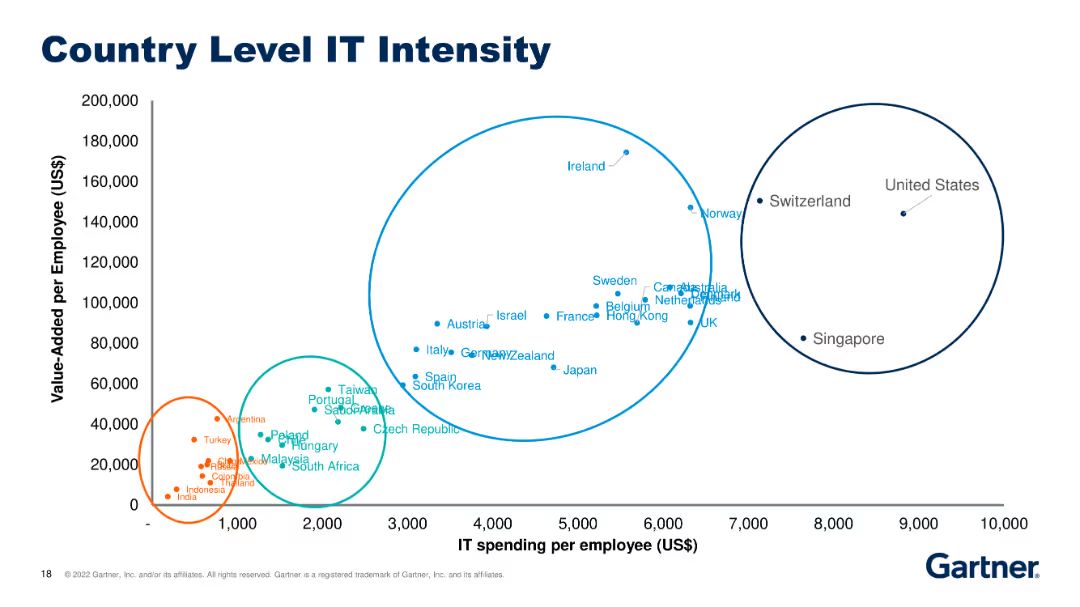 Country Level IT Intensity
Value-Added per Employee (US$)
200,000
180,000
160,000
140,000
120,000
100,000
80,000
60,000
40,000
20,000
0
Ireland
United States
Switzerland
Norway
Sweden
Canada
Australia
Denmark
Netherlands
Belgium
Israel
France
Hong Kong
Austria
UK
Singapore
Italy
Germany
New Zealand
Japan
Spain
South Korea
Taiwan
Portugal
Greece
Saudi Arabia
Argentina
Czech Republic
Turkey
Poland
Chile
Hungary
Malaysia
Mexico
Russia
South Africa
Colombia
Thailand
Indonesia
India
-
1,000
2,000
3,000
4,000
5,000
6,000
7,000
8,000
9,000
10,000
IT spending per employee (US$)
18 © 2022 Gartner, Inc. and/or its affiliates. All rights reserved. Gartner is a registered trademark of Gartner, Inc. and its affiliates.
Gartner®